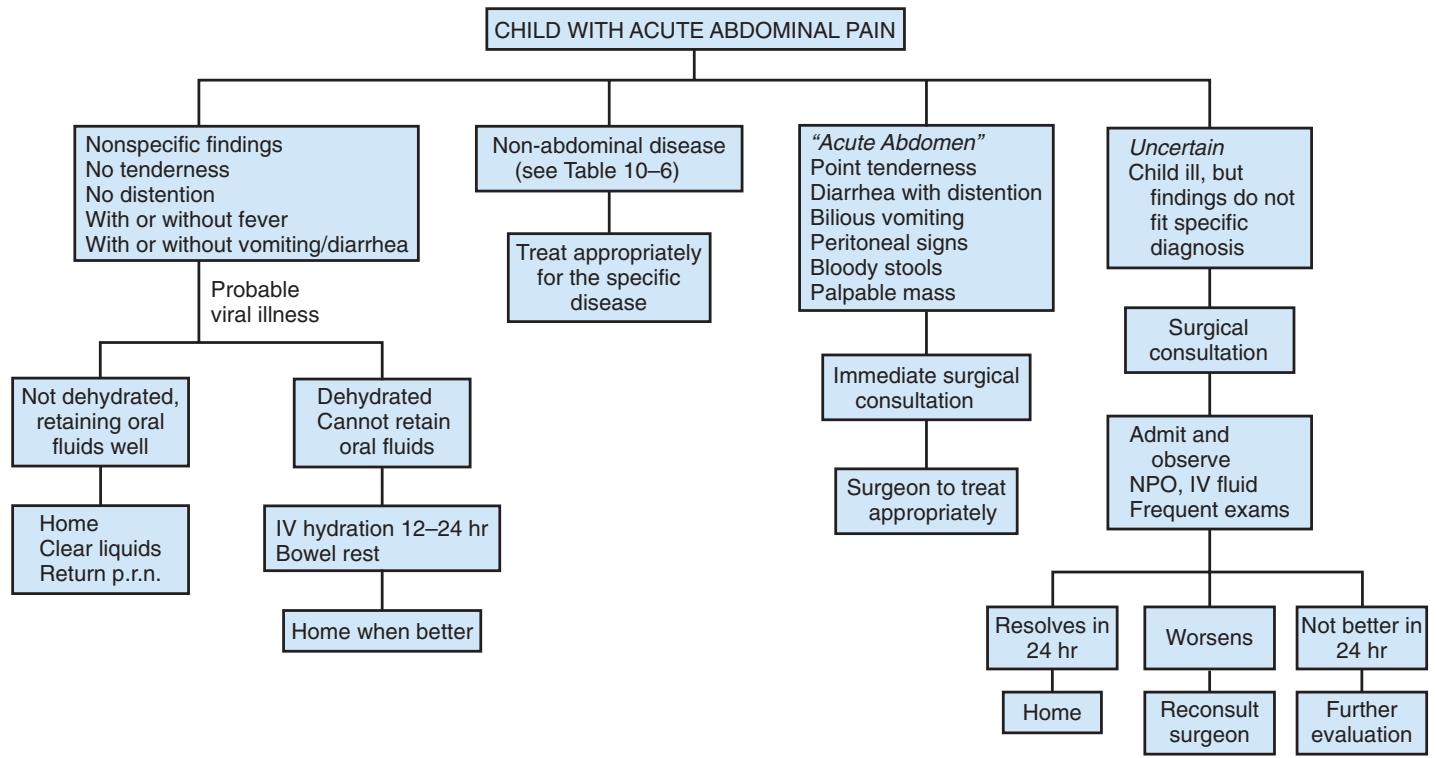 CHILD WITH ACUTE ABDOMINAL PAIN
Nonspecific findings
No tenderness
No distention
With or without fever
With or without vomiting/diarrhea
Probable
viral illness
Not dehydrated,
retaining oral
fluids well
Home
Clear liquids
Return p.r.n.
Dehydrated
Cannot retain
oral fluids
IV hydration 12–24 hr
Bowel rest
Home when better
Non-abdominal disease
(see Table 10–6)
Treat appropriately
for the specific
disease
“Acute Abdomen”
Point tenderness
Diarrhea with distention
Bilious vomiting
Peritoneal signs
Bloody stools
Palpable mass
Immediate surgical
consultation
Surgeon to treat
appropriately
Uncertain
Child ill, but
findings do not
fit specific
diagnosis
Surgical
consultation
Admit and
observe
NPO, IV fluid
Frequent exams
Resolves in
24 hr
Home
Worsens
Reconsult
surgeon
Not better in
24 hr
Further
evaluation